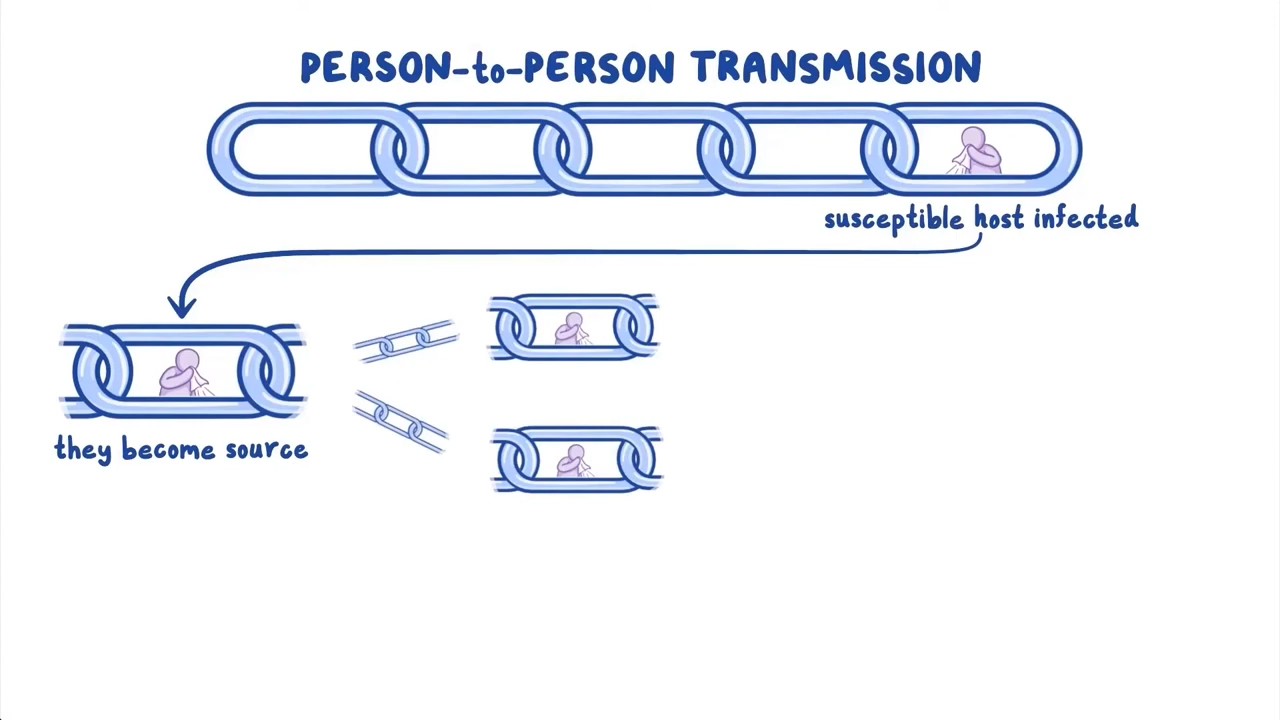 PERSON-to-PERSON TRANSMISSION
susceptible host infected
they become source